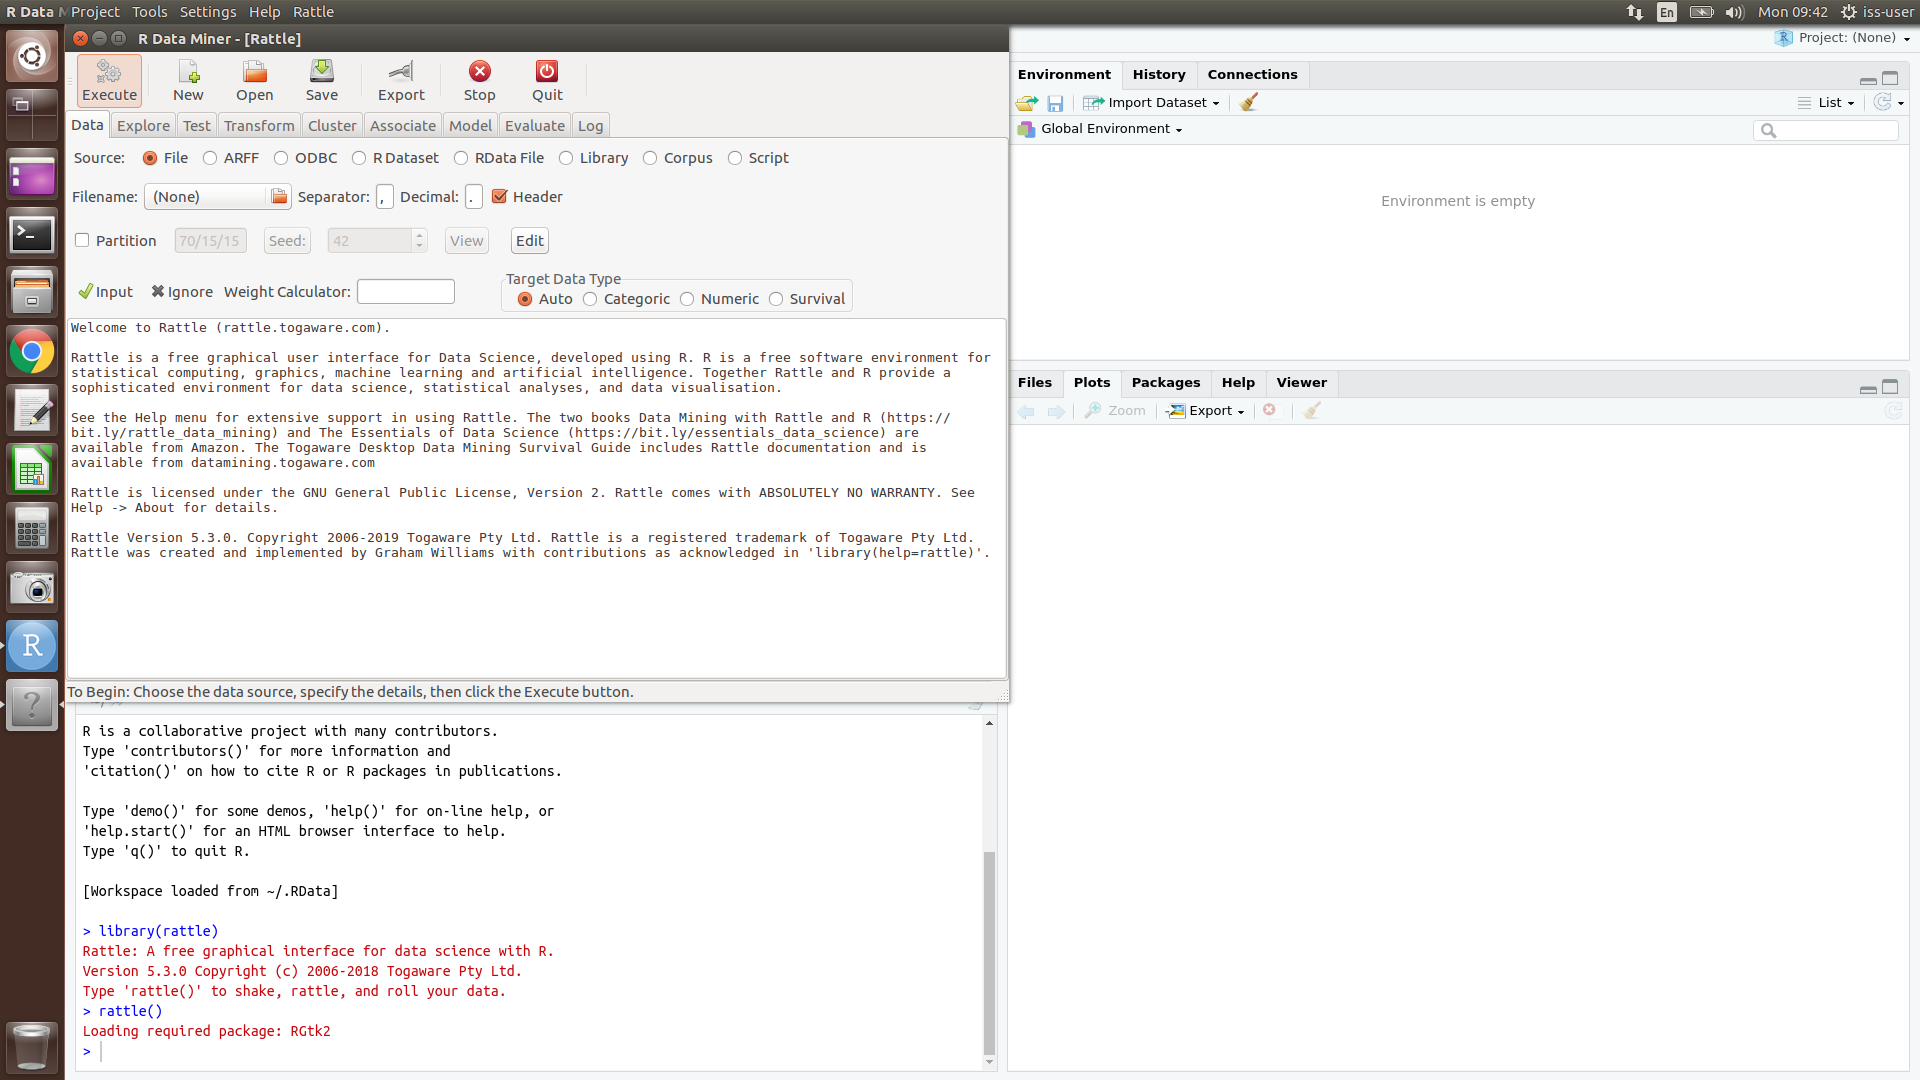 R Data M Project Tools Settings Help Rattle
En Mon 09:42 iss-user
R Data Miner - [Rattle]
Execute New Open Save Export Stop Quit
Data Explore Test Transform Cluster Associate Model Evaluate Log
Source: File ARFF ODBC R Dataset RData File Library Corpus Script
Filename: (None) Separator: , Decimal: . Header
Partition 70/15/15 Seed: 42 View Edit
Target Data Type
Input Ignore Weight Calculator: Auto Categoric Numeric Survival
Welcome to Rattle (rattle.togaware.com).
Rattle is a free graphical user interface for Data Science, developed using R. R is a free software environment for
statistical computing, graphics, machine learning and artificial intelligence. Together Rattle and R provide a
sophisticated environment for data science, statistical analyses, and data visualisation.
See the Help menu for extensive support in using Rattle. The two books Data Mining with Rattle and R (https://
bit.ly/rattle_data_mining) and The Essentials of Data Science (https://bit.ly/essentials_data_science) are
available from Amazon. The Togaware Desktop Data Mining Survival Guide includes Rattle documentation and is
available from datamining.togaware.com
Rattle is licensed under the GNU General Public License, Version 2. Rattle comes with ABSOLUTELY NO WARRANTY. See
Help -> About for details.
Rattle Version 5.3.0. Copyright 2006-2019 Togaware Pty Ltd. Rattle is a registered trademark of Togaware Pty Ltd.
Rattle was created and implemented by Graham Williams with contributions as acknowledged in 'library(help=rattle)'.
To Begin: Choose the data source, specify the details, then click the Execute button.
R is a collaborative project with many contributors.
Type 'contributors()' for more information and
'citation()' on how to cite R or R packages in publications.
Type 'demo()' for some demos, 'help()' for on-line help, or
'help.start()' for an HTML browser interface to help.
Type 'q()' to quit R.
[Workspace loaded from ~/.RData]
> library(rattle)
Rattle: A free graphical interface for data science with R.
Version 5.3.0 Copyright (c) 2006-2018 Togaware Pty Ltd.
Type 'rattle()' to shake, rattle, and roll your data.
> rattle()
Loading required package: RGtk2
>
R Project: (None)
Environment History Connections
Import Dataset List
Global Environment
Environment is empty
Files Plots Packages Help Viewer
Zoom Export
>_
R
?